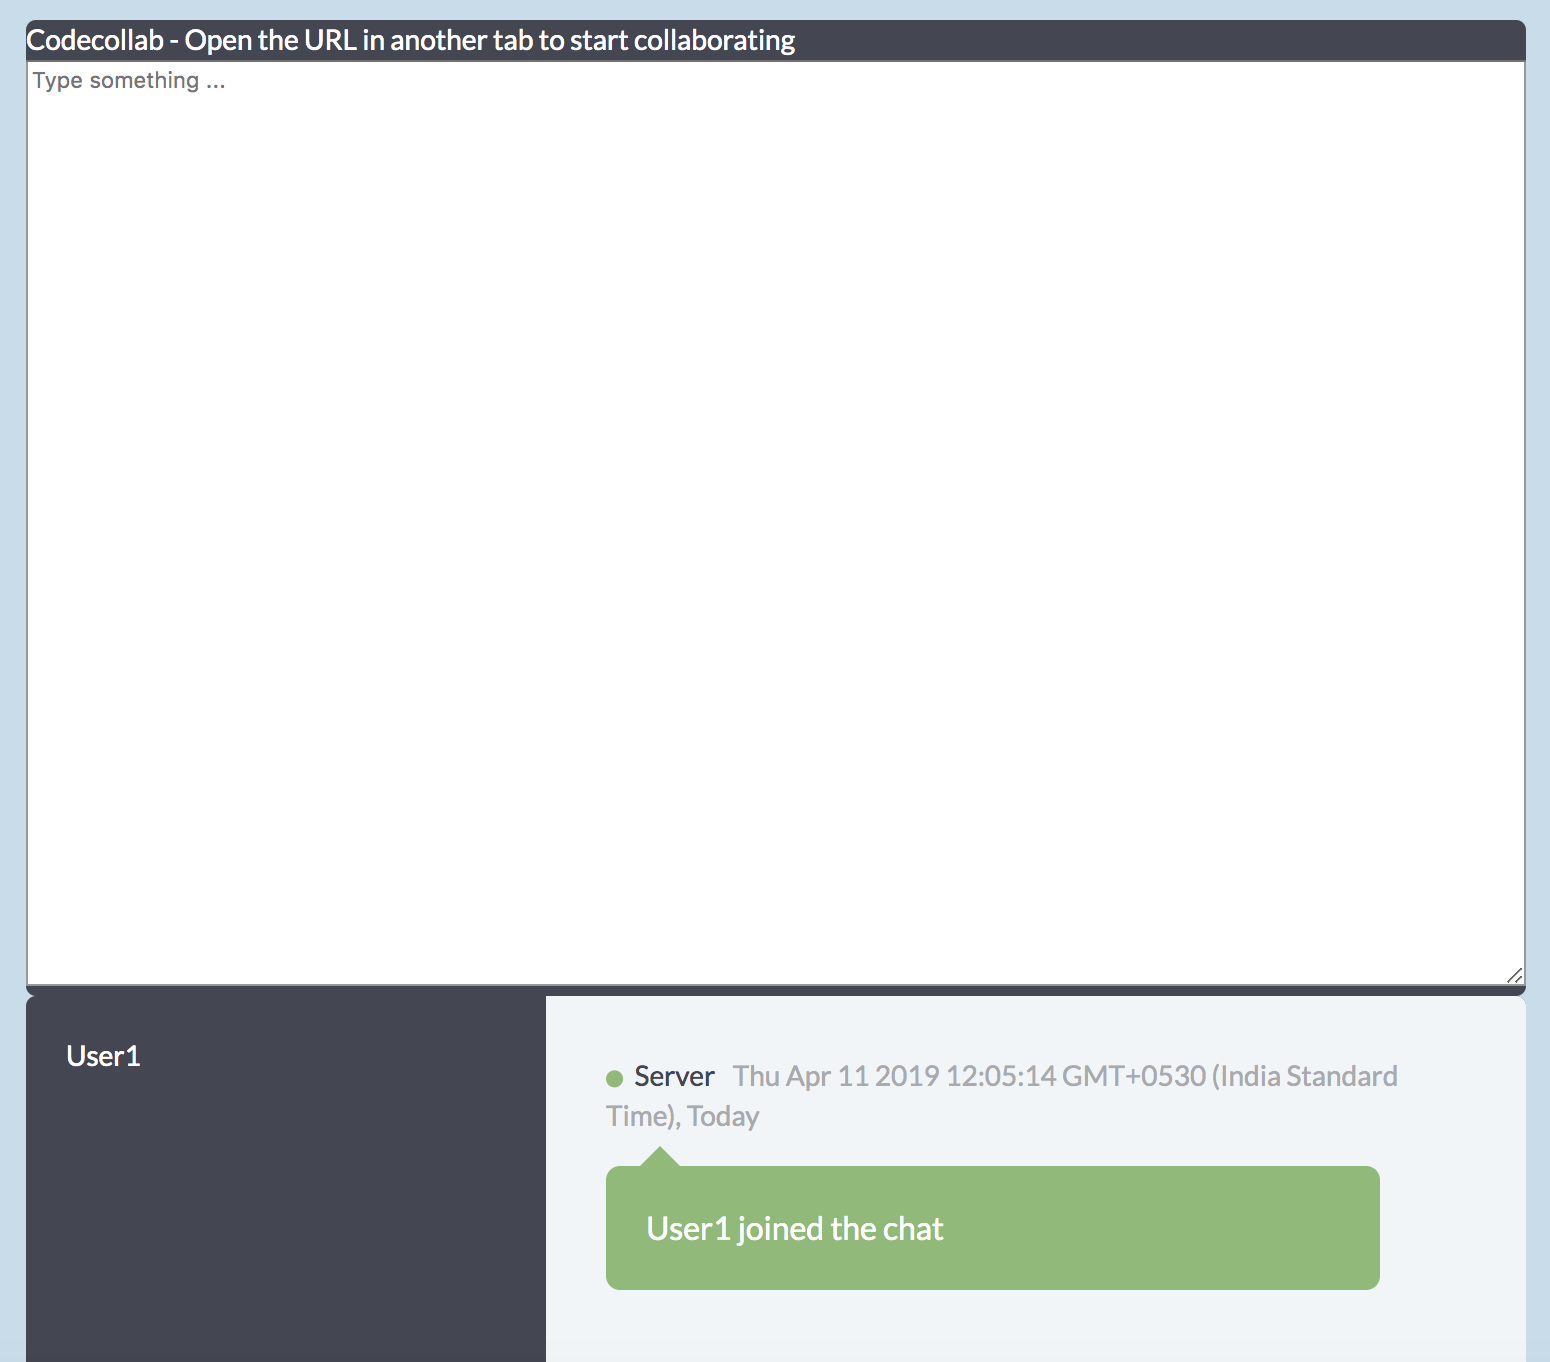 Codecollab - Open the URL in another tab to start collaborating
Type something ...
User1
Server Thu Apr 11 2019 12:05:14 GMT+0530 (India Standard
Time), Today
User1 joined the chat